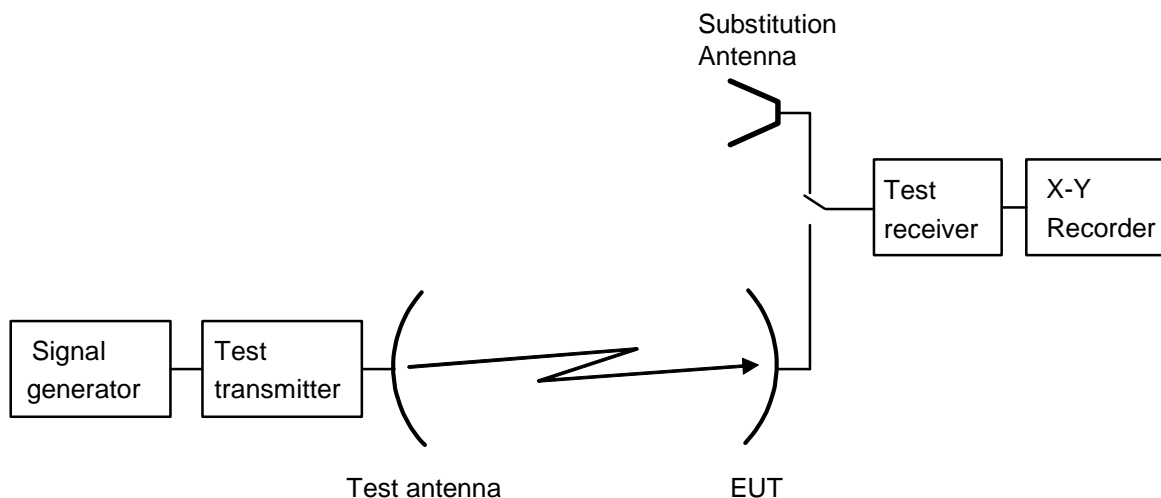 Substitution
Antenna
Test
receiver
X-Y
Recorder
Signal
generator
Test
transmitter
Test antenna
EUT